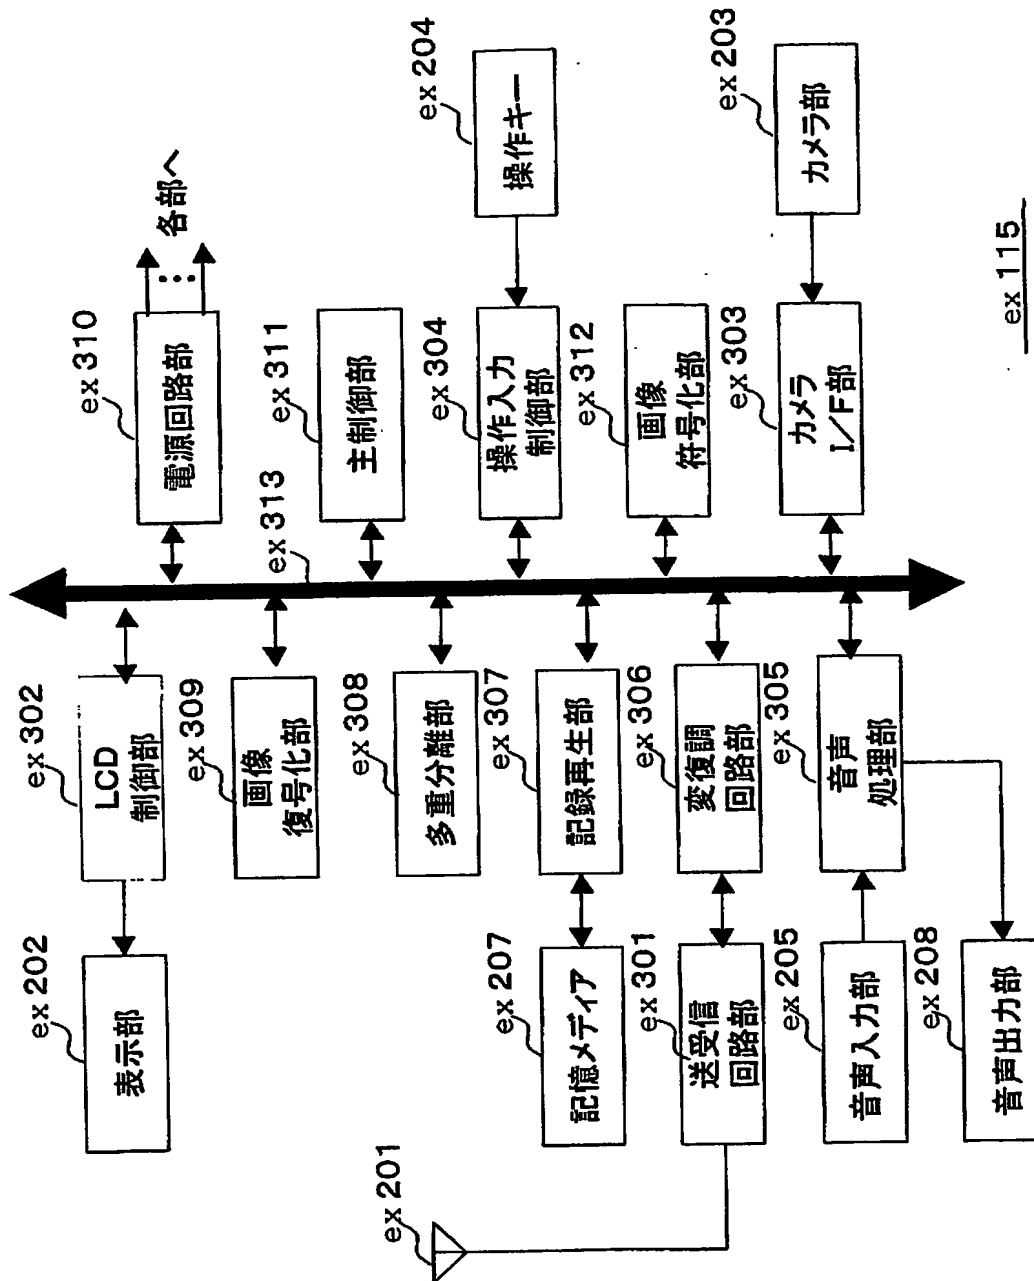 ex 202
表示部
ex 302
LCD
制御部
ex 310
電源回路部
各部へ
ex 309
画像
復号化部
ex 313
ex 311
主制御部
ex 201
ex 308
多重分離部
ex 304
操作入力
制御部
ex 204
操作キー
ex 207
記憶メディア
ex 307
記録再生部
ex 312
画像
符号化部
ex 301
送受信
回路部
ex 306
変復調
回路部
ex 303
カメラ
I/F部
ex 203
カメラ部
ex 205
音声入力部
ex 305
音声
処理部
ex 208
音声出力部
ex 115